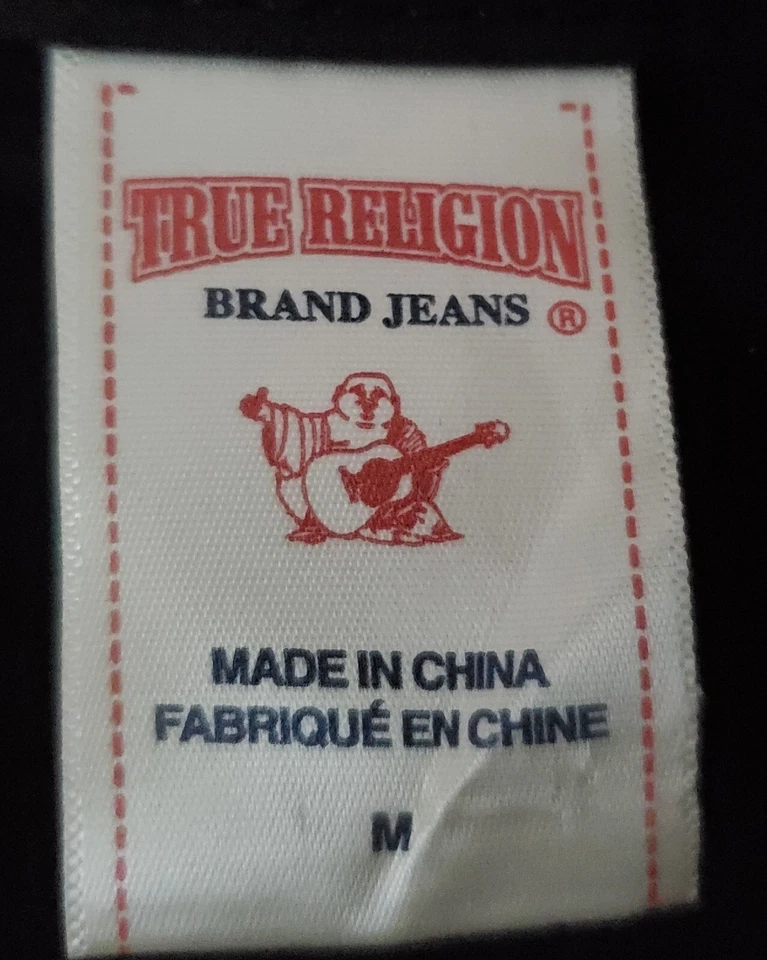 TRUE RELIGION
BRAND JEANS ®
MADE IN CHINA
FABRIQUÉ EN CHINE
M